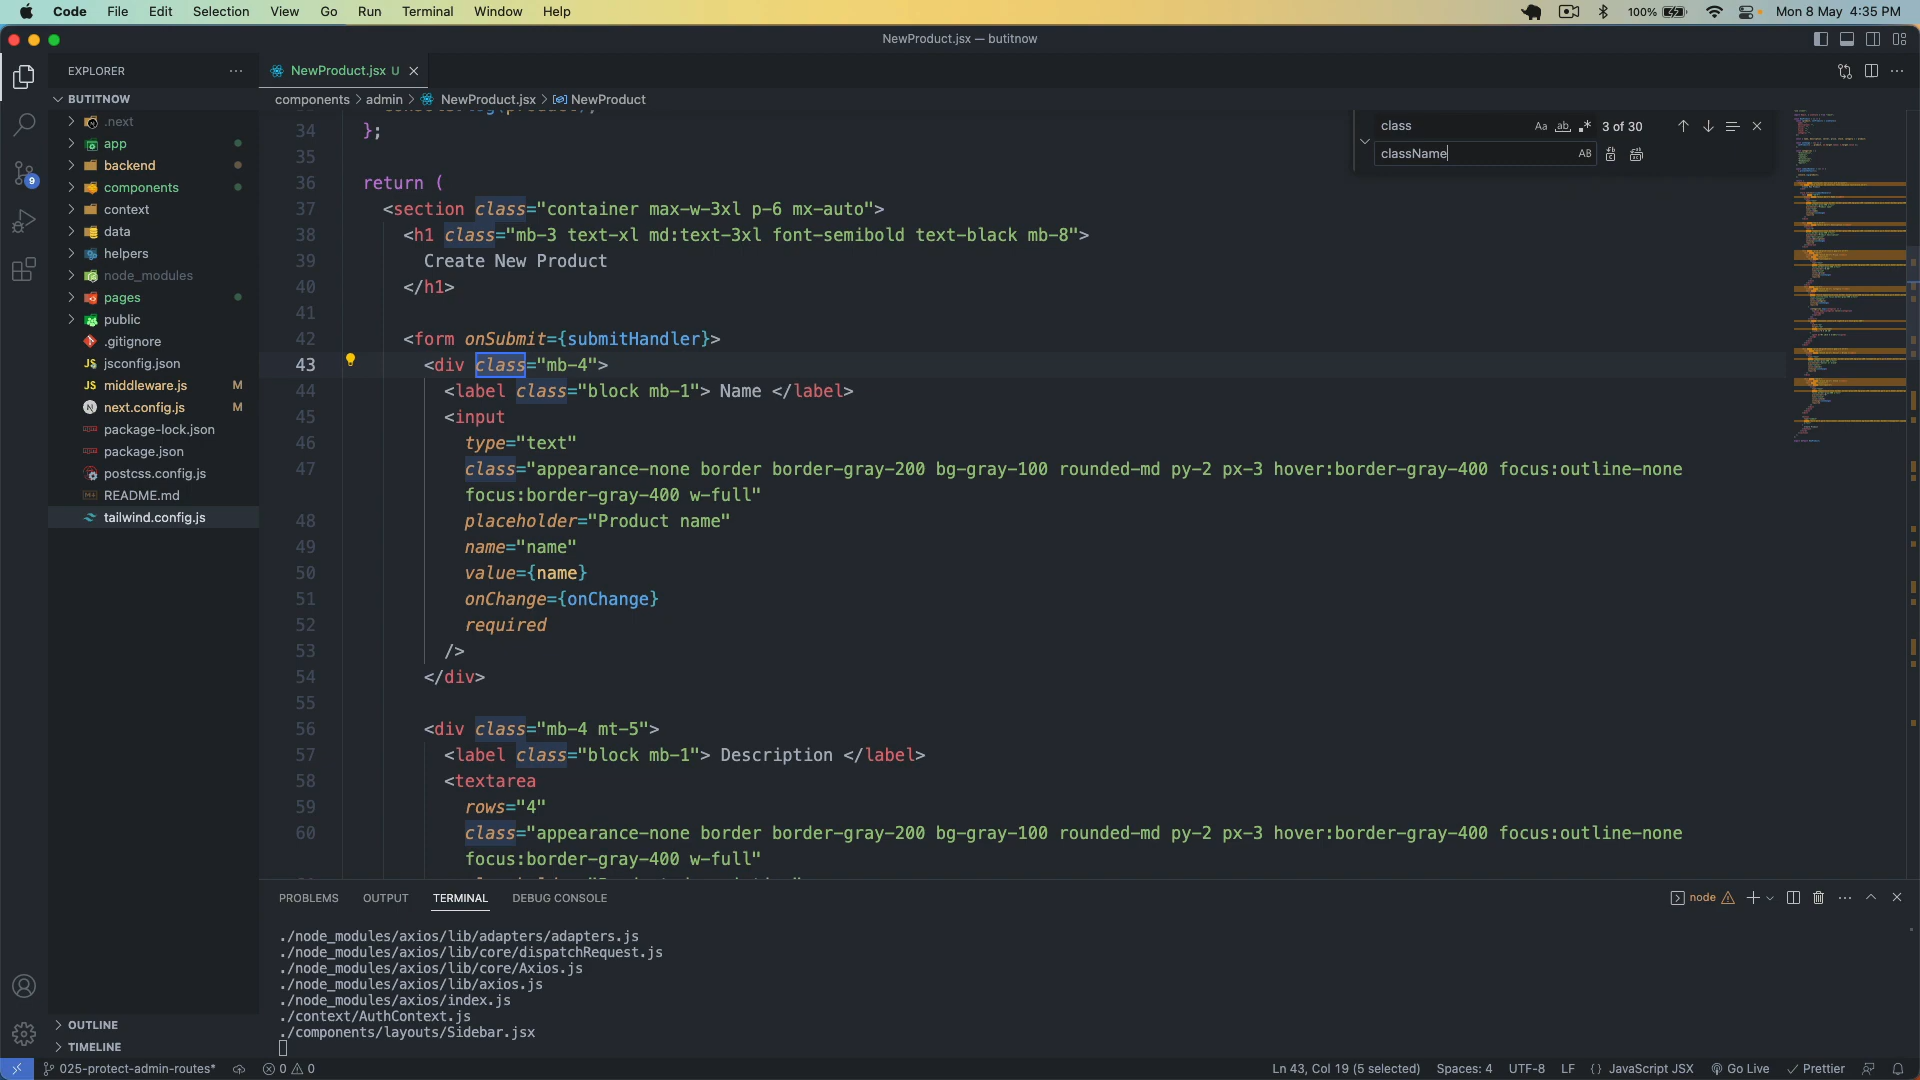 Code File Edit Selection View Go Run Terminal Window Help 100% Mon 8 May 4:35 PM
NewProduct.jsx — butitnow
EXPLORER
NewProduct.jsx U
BUTITNOW
components > admin > NewProduct.jsx > NewProduct
.next
app
backend
components
context
data
helpers
node_modules
pages
public
.gitignore
JS jsconfig.json
JS middleware.js M
N next.config.js M
package-lock.json
package.json
postcss.config.js
README.md
tailwind.config.js
OUTLINE
TIMELINE
class Aa ab .* 3 of 30
className AB
34 };
35
36 return (
37 <section class="container max-w-3xl p-6 mx-auto">
38 <h1 class="mb-3 text-xl md:text-3xl font-semibold text-black mb-8">
39 Create New Product
40 </h1>
41
42 <form onSubmit={submitHandler}>
43 <div class="mb-4">
44 <label class="block mb-1"> Name </label>
45 <input
46 type="text"
47 class="appearance-none border border-gray-200 bg-gray-100 rounded-md py-2 px-3 hover:border-gray-400 focus:outline-none
focus:border-gray-400 w-full"
48 placeholder="Product name"
49 name="name"
50 value={name}
51 onChange={onChange}
52 required
53 />
54 </div>
55
56 <div class="mb-4 mt-5">
57 <label class="block mb-1"> Description </label>
58 <textarea
59 rows="4"
60 class="appearance-none border border-gray-200 bg-gray-100 rounded-md py-2 px-3 hover:border-gray-400 focus:outline-none
focus:border-gray-400 w-full"
PROBLEMS OUTPUT TERMINAL DEBUG CONSOLE node
./node_modules/axios/lib/adapters/adapters.js
./node_modules/axios/lib/core/dispatchRequest.js
./node_modules/axios/lib/core/Axios.js
./node_modules/axios/lib/axios.js
./node_modules/axios/index.js
./context/AuthContext.js
./components/layouts/Sidebar.jsx
025-protect-admin-routes* 0 0 Ln 43, Col 19 (5 selected) Spaces: 4 UTF-8 LF {} JavaScript JSX Go Live Prettier
9